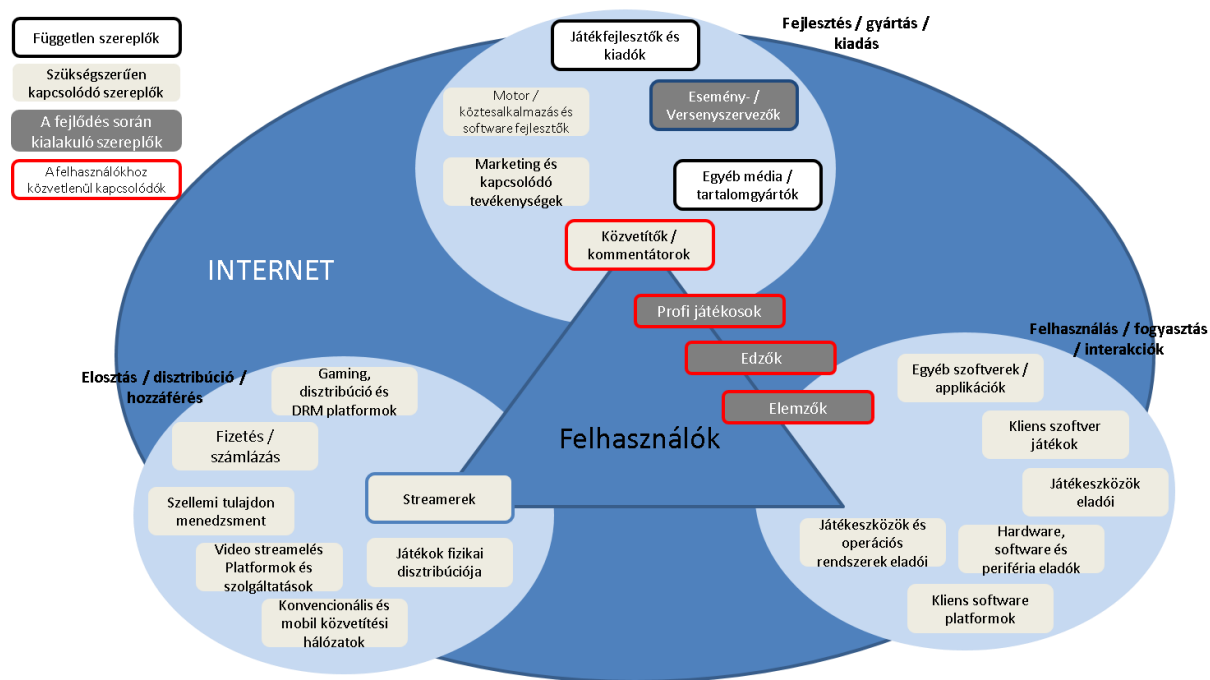 Független szereplők
Szükségszerűen
kapcsolódó szereplők
A fejlődés során
kialakuló szereplők
A felhasználókhoz
közvetlenül kapcsolódók
Fejlesztés / gyártás /
kiadás
Játékfejlesztők és
kiadók
Motor /
köztesalkalmazás és
software fejlesztők
Esemény- /
Versenyszervezők
Marketing és
kapcsolódó
tevékenységek
Egyéb média /
tartalomgyártók
Közvetítők /
kommentátorok
INTERNET
Profi játékosok
Edzők
Elemzők
Felhasználók
Elosztás / disztribúció /
hozzáférés
Gaming,
disztribúció és
DRM platformok
Fizetés /
számlázás
Streamerek
Szellemi tulajdon
menedzsment
Video streamelés
Platformok és
szolgáltatások
Játékok fizikai
disztribúciója
Konvencionális és
mobil közvetítési
hálózatok
Felhasználás / fogyasztás
/ interakciók
Egyéb szoftverek /
applikációk
Kliens szoftver
játékok
Játékeszközök
eladói
Játékeszközök és
operációs
rendszerek eladói
Hardware,
software és
periféria eladók
Kliens software
platformok